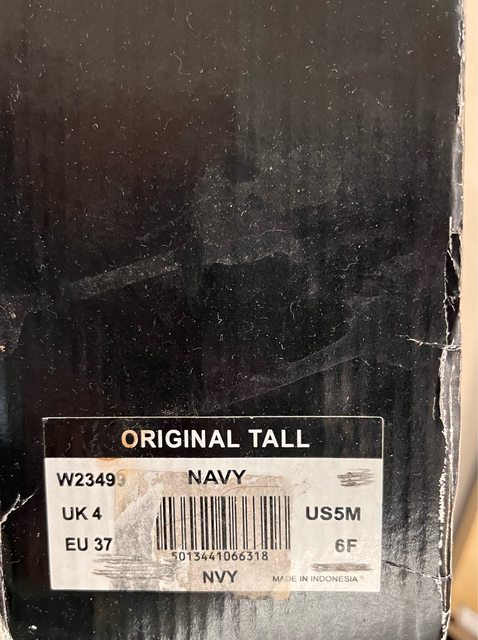 ORIGINAL TALL
W23499 NAVY
UK 4 US5M
EU 37 6F
5013441066318
NVY MADE IN INDONESIA